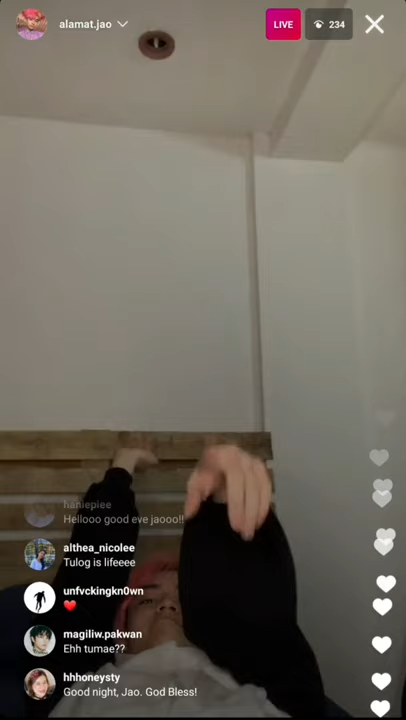 alamat.jao
LIVE
234
haniepiee
Hellooo good eve jaooo!!
althea_nicolee
Tulog is lifeeee
unfvckingkn0wn
❤️
magiliw.pakwan
Ehh tumae??
hhhoneysty
Good night, Jao. God Bless!